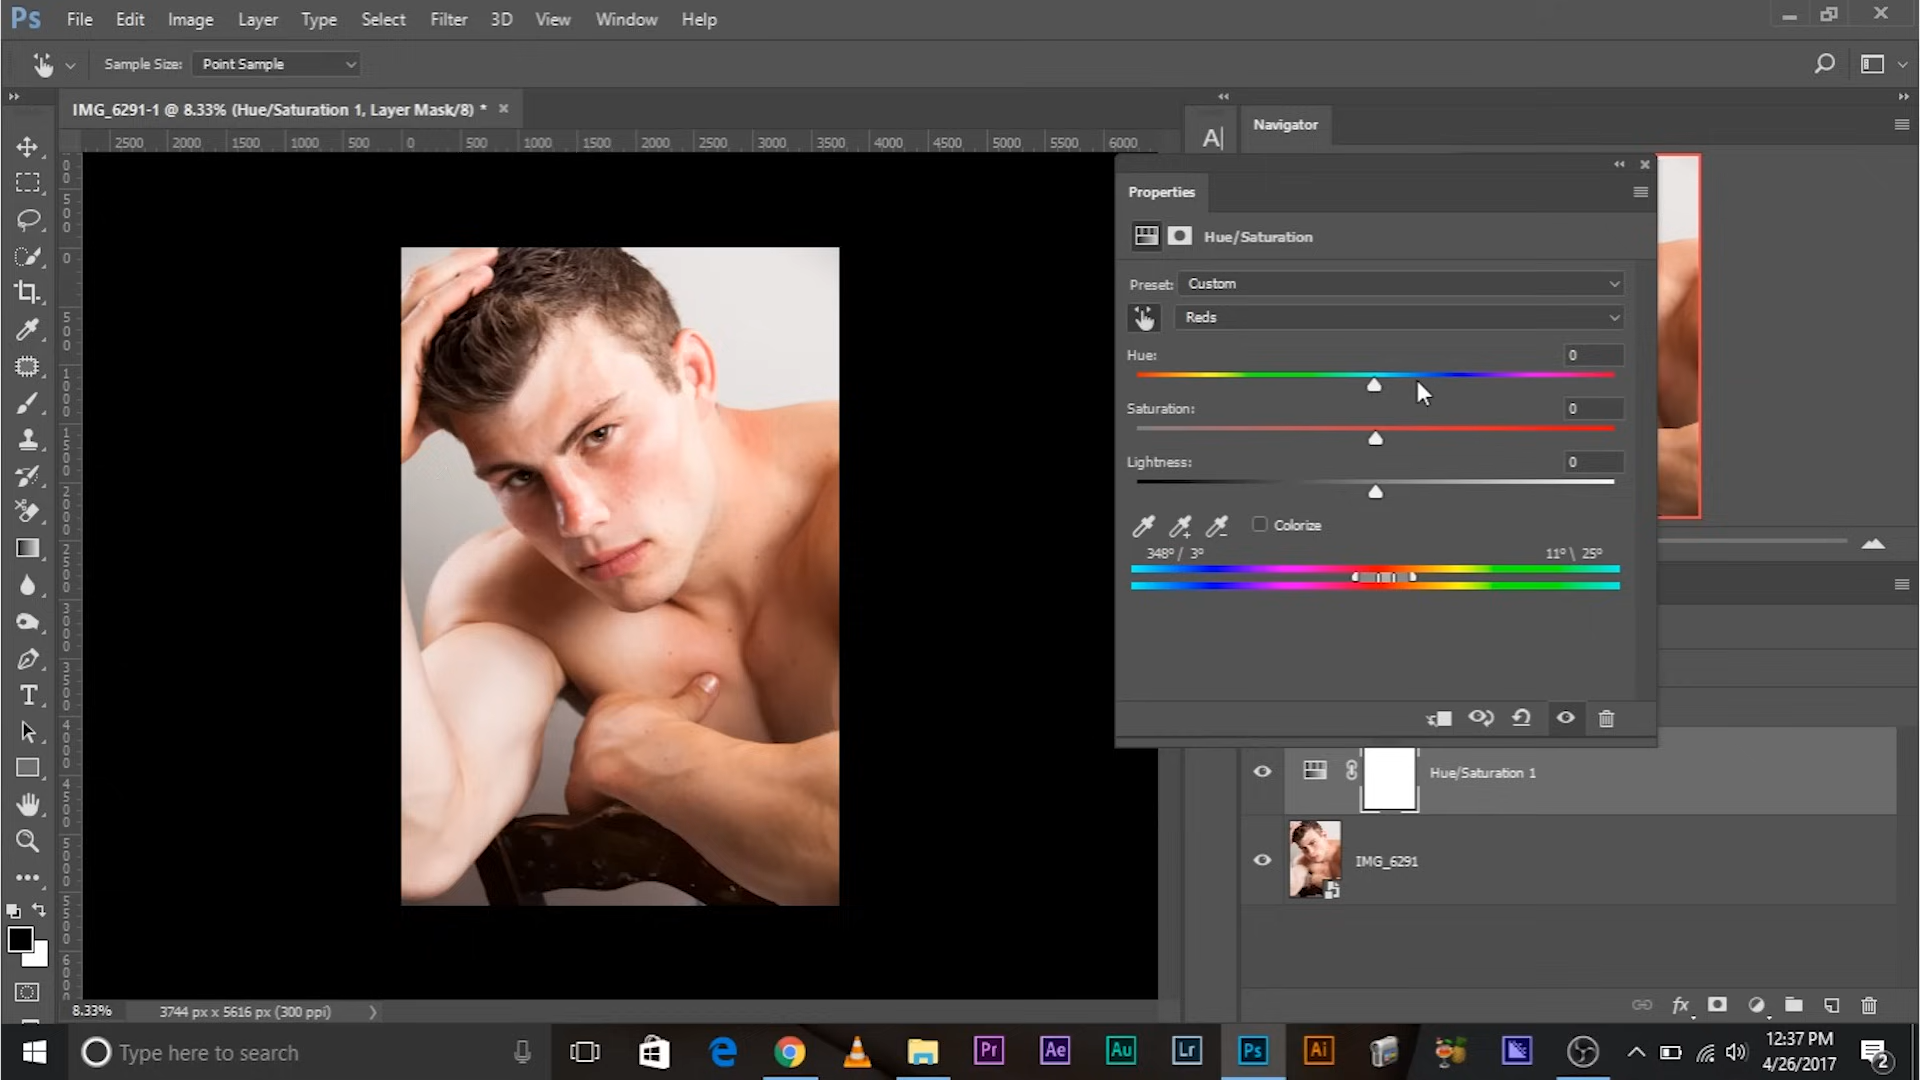 Ps File Edit Image Layer Type Select Filter 3D View Window Help
Sample Size: Point Sample
IMG_6291-1 @ 8.33% (Hue/Saturation 1, Layer Mask/8) * ×
2500 2000 1500 1000 500 0 500 1000 1500 2000 2500 3000 3500 4000 4500 5000 5500 6000
A
Navigator
Properties
Hue/Saturation
Preset: Custom
Reds
Hue: 0
Saturation: 0
Lightness: 0
Colorize
348°/ 3° 11°\ 25°
Hue/Saturation 1
IMG_6291
fx
8.33% 3744 px x 5616 px (300 ppi)
Type here to search
Pr Ae Au Lr Ps Ai
12:37 PM
4/26/2017
2